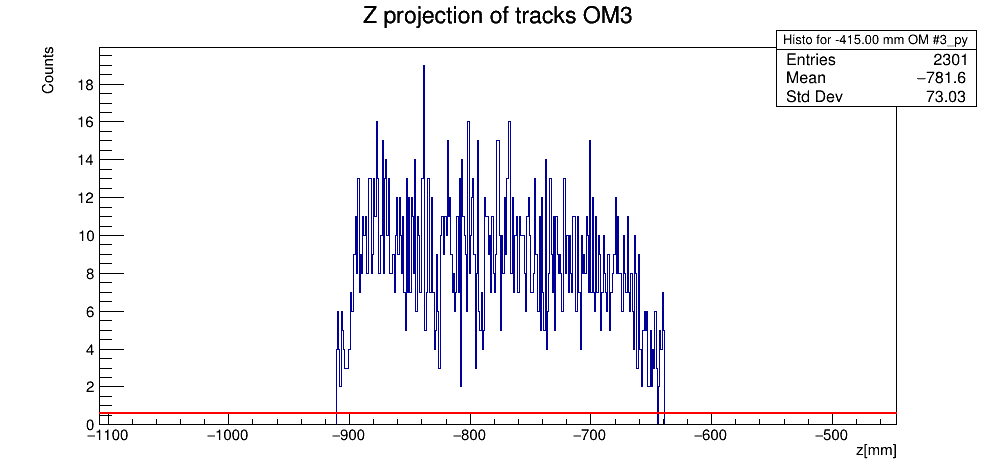 Z projection of tracks OM3
Histo for -415.00 mm OM #3_py
Entries 2301
Mean −781.6
Std Dev 73.03
Counts
18
16
14
12
10
8
6
4
2
0
−1100 −1000 −900 −800 −700 −600 −500
z[mm]